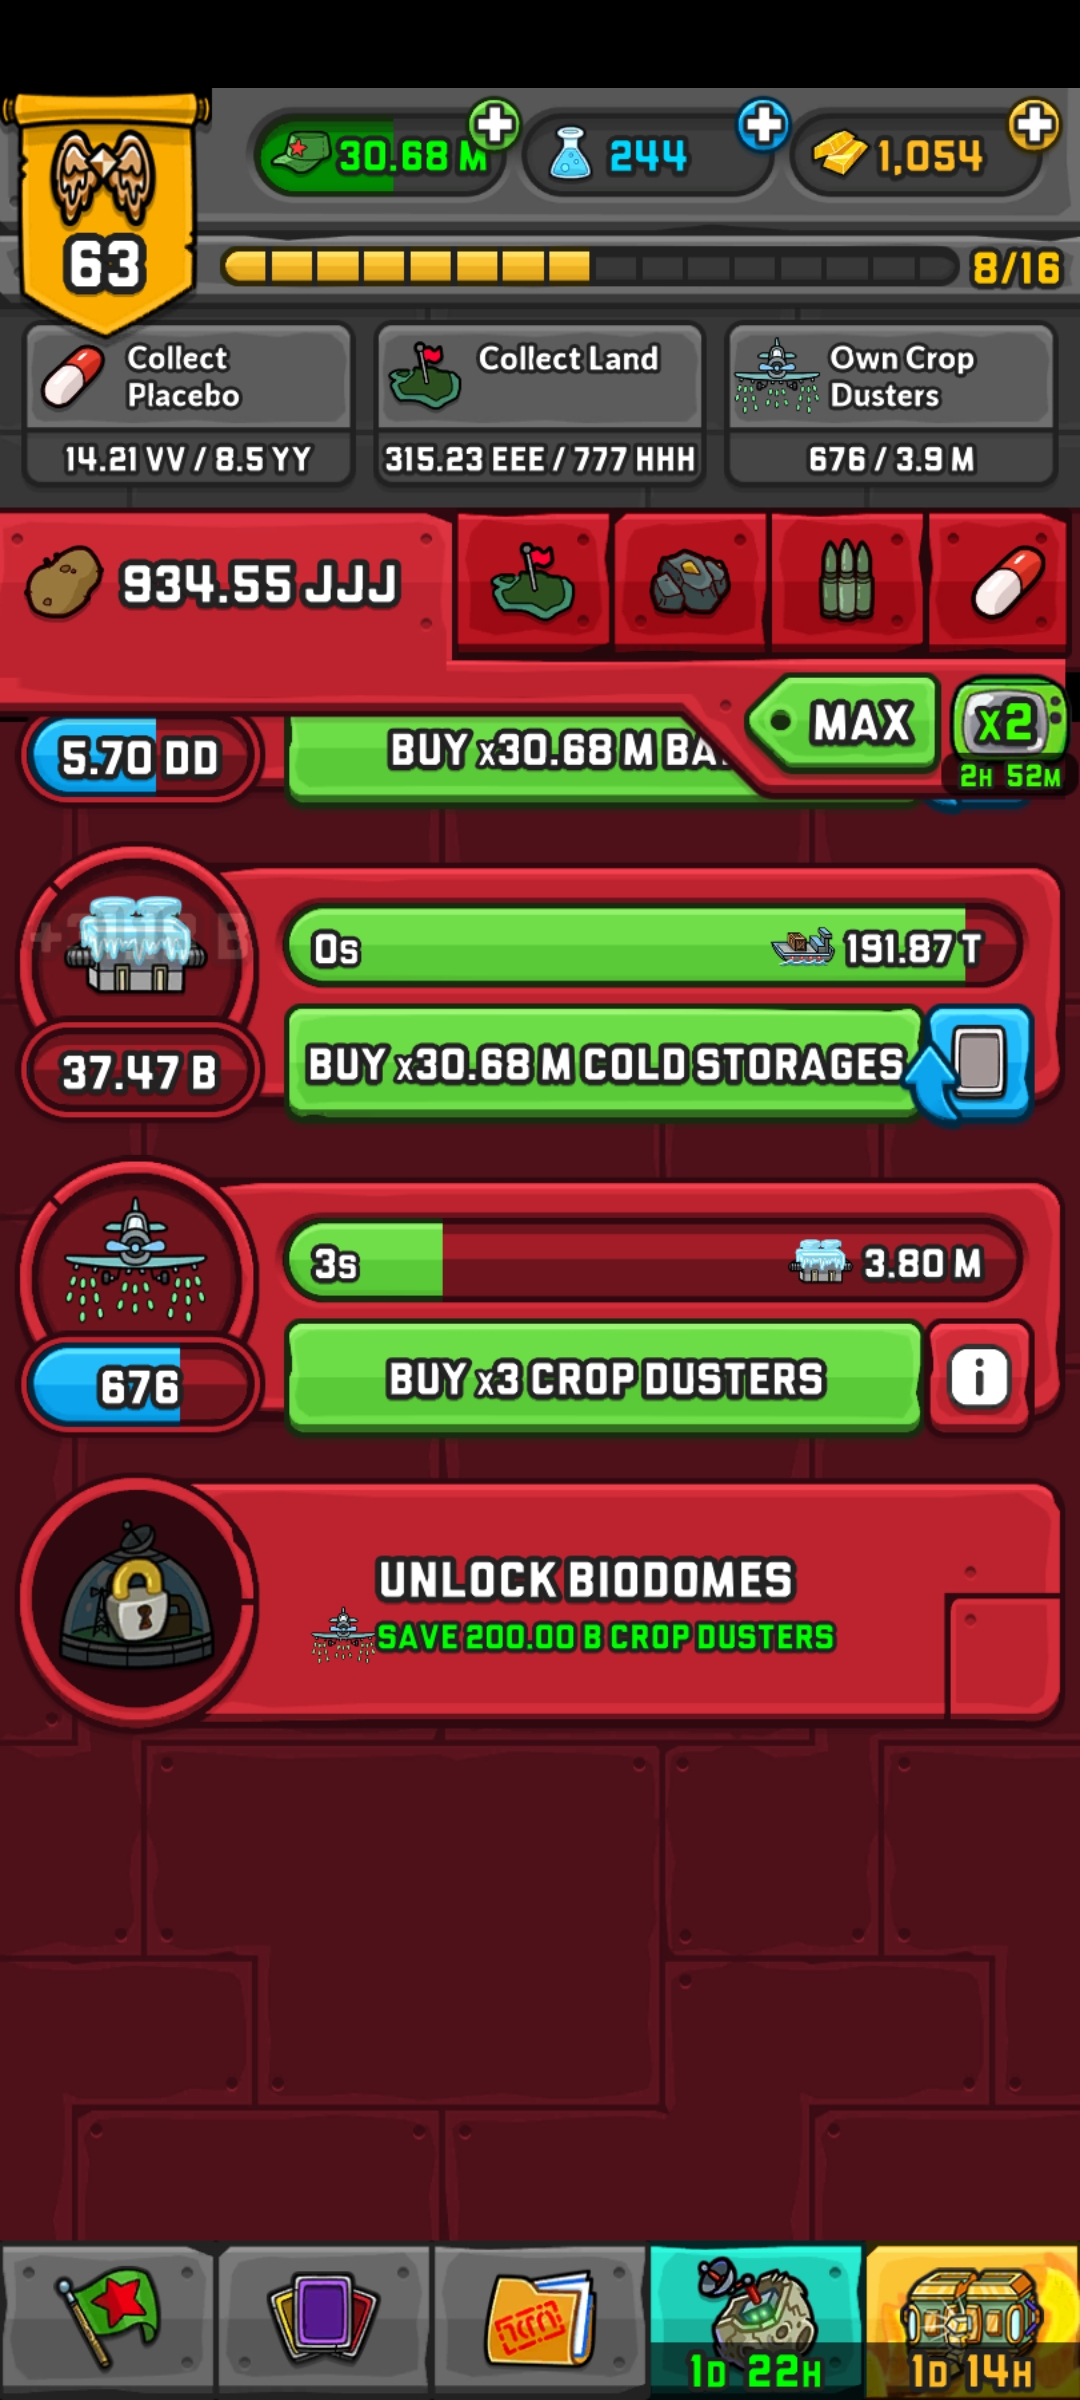 30.68 M
244
1,054
63
8/16
Collect
Placebo
14.21 VV / 8.5 YY
Collect Land
315.23 EEE / 777 HHH
Own Crop
Dusters
676 / 3.9 M
934.55 JJJ
MAX
x2
2H 52M
5.70 DD
BUY x30.68 M BA
0s
191.87 T
37.47 B
BUY x30.68 M COLD STORAGES
3s
3.80 M
676
BUY x3 CROP DUSTERS
i
UNLOCK BIODOMES
SAVE 200.00 B CROP DUSTERS
1D 22H
1D 14H